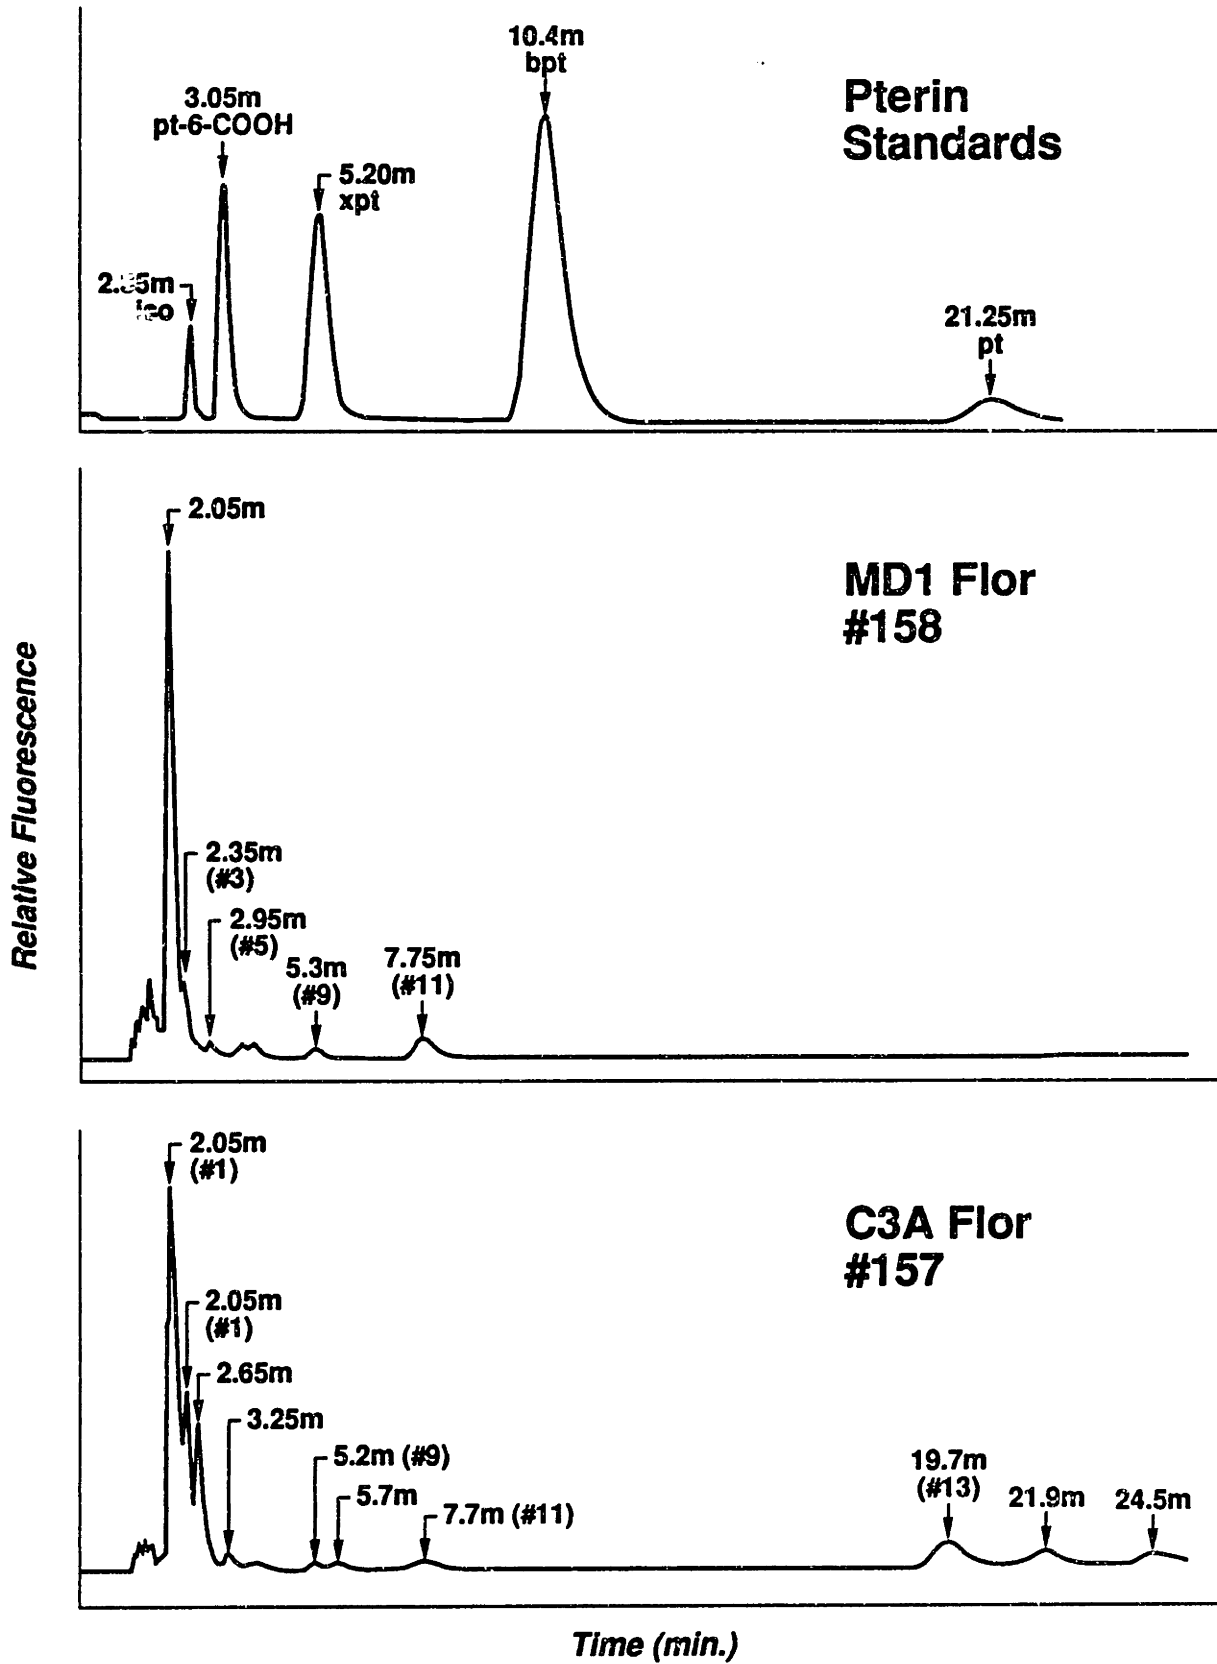 10.4m
bpt
Pterin
Standards
3.05m
pt-6-COOH
5.20m
xpt
21.25m
pt
2.05m
MD1 Flor
#158
Relative Fluorescence
2.35m
(#3)
2.95m
(#5)
5.3m
(#9)
7.75m
(#11)
2.05m
(#1)
C3A Flor
#157
2.05m
(#1)
2.65m
3.25m
5.2m (#9)
5.7m
7.7m (#11)
19.7m
(#13)
21.9m
24.5m
Time (min.)